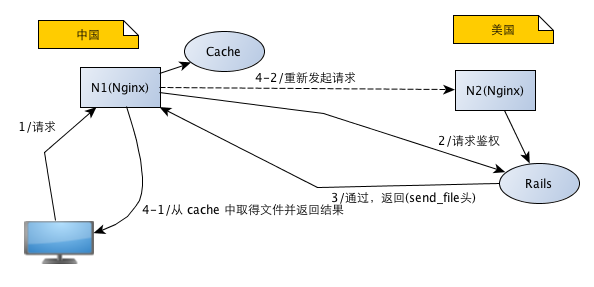 中国
美国
Cache
4-2/重新发起请求
N1(Nginx)
N2(Nginx)
1/请求
2/请求鉴权
Rails
3/通过，返回(send_file头)
4-1/从 cache 中取得文件并返回结果